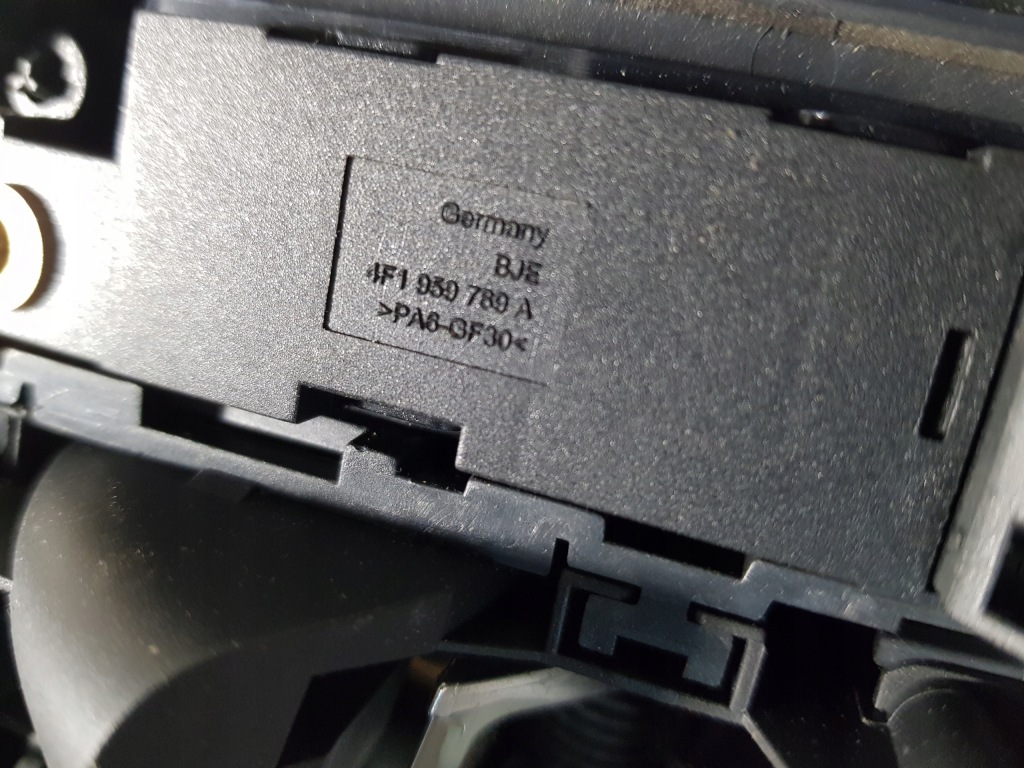 Germany
BJE
4F1 959 789 A
>PA6-GF30<